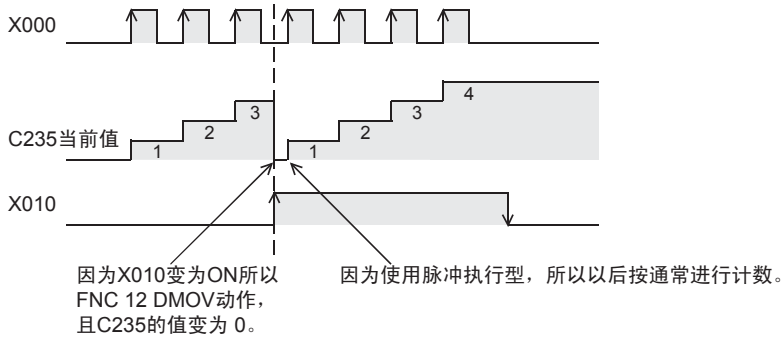 X000
C235当前值
1
2
3
1
2
3
4
X010
因为X010变为ON所以
FNC 12 DMOV动作，
且C235的值变为 0。
因为使用脉冲执行型，所以以后按通常进行计数。